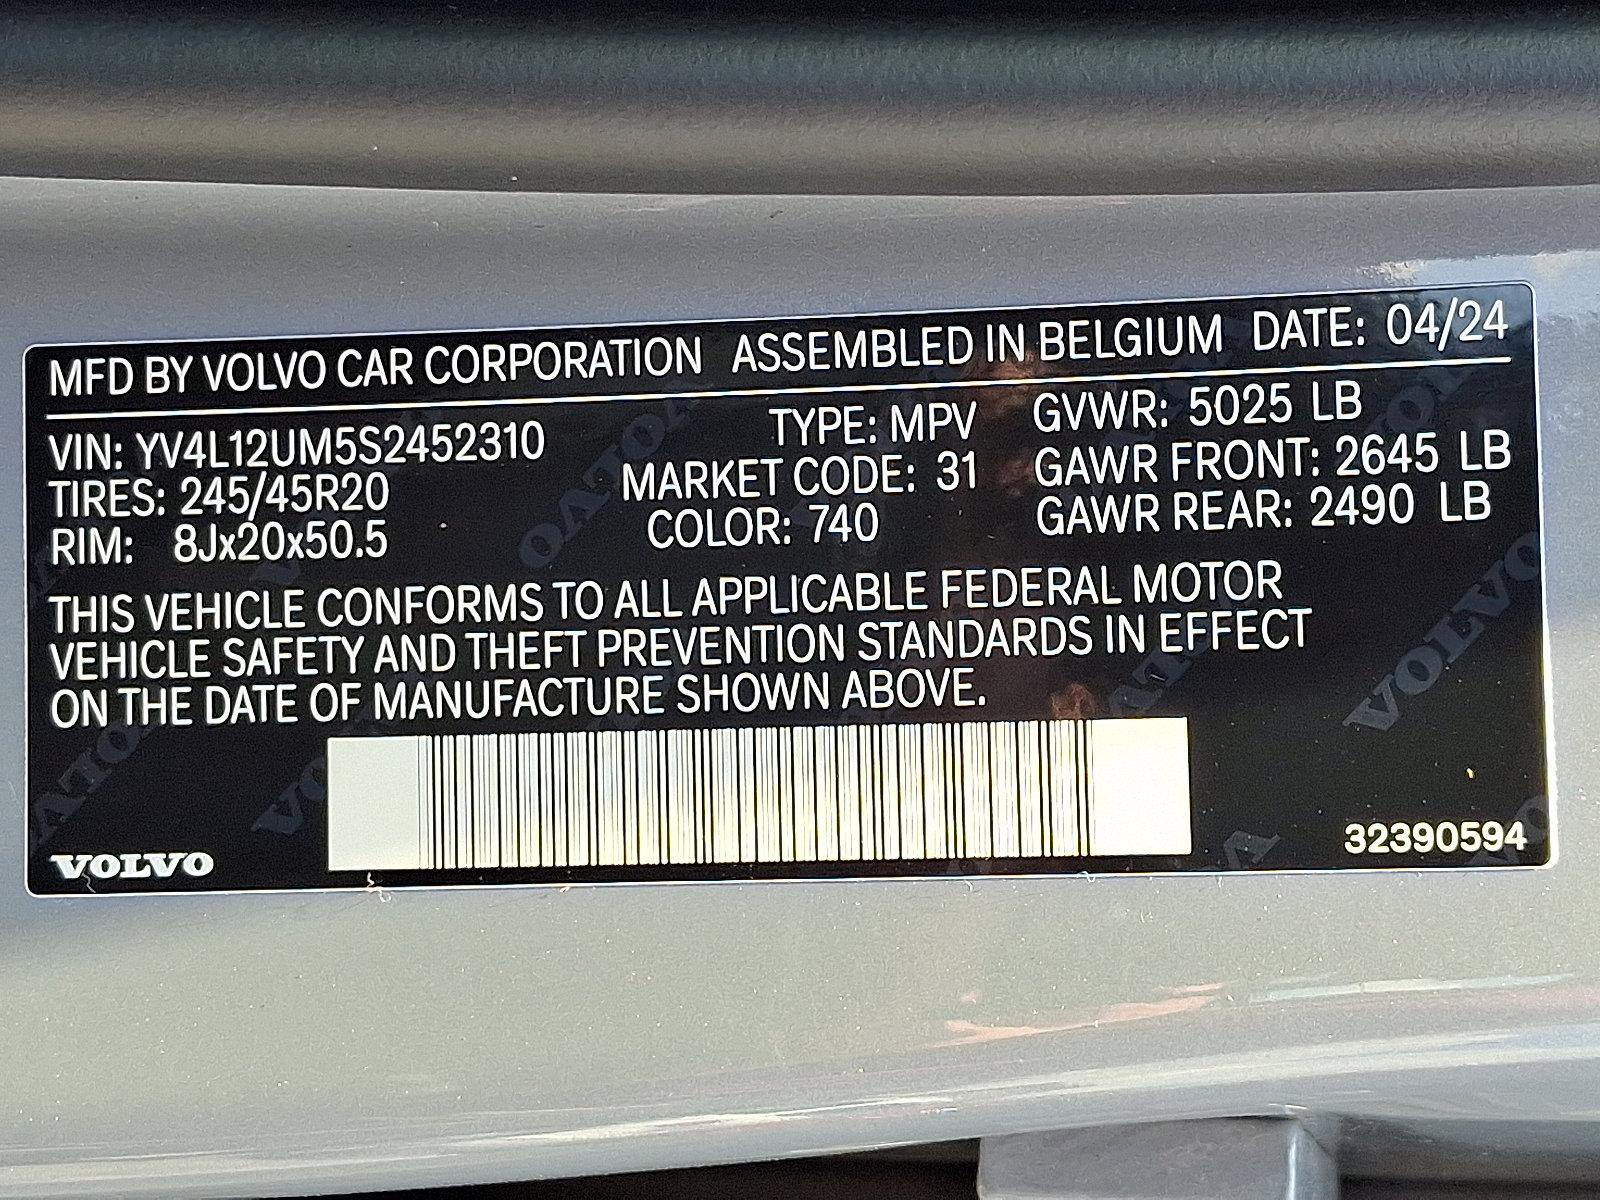 MFD BY VOLVO CAR CORPORATION ASSEMBLED IN BELGIUM DATE: 04/24
VIN: YV4L12UM5S2452310 TYPE: MPV GVWR: 5025 LB
TIRES: 245/45R20 MARKET CODE: 31 GAWR FRONT: 2645 LB
RIM: 8Jx20x50.5 COLOR: 740 GAWR REAR: 2490 LB
THIS VEHICLE CONFORMS TO ALL APPLICABLE FEDERAL MOTOR
VEHICLE SAFETY AND THEFT PREVENTION STANDARDS IN EFFECT
ON THE DATE OF MANUFACTURE SHOWN ABOVE.
VOLVO 32390594